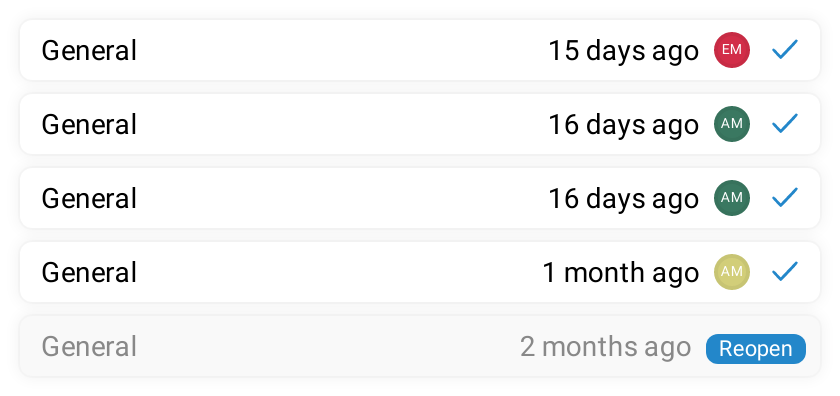 General 15 days ago EM
General 16 days ago AM
General 16 days ago AM
General 1 month ago AM
General 2 months ago Reopen